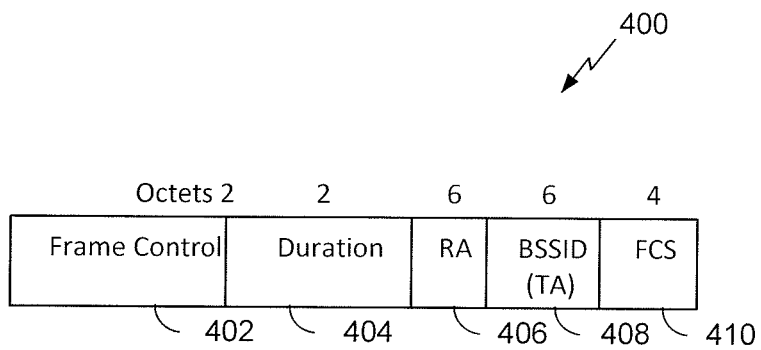 400
Octets 2 2 6 6 4
Frame Control Duration RA BSSID FCS
(TA)
402 404 406 408 410